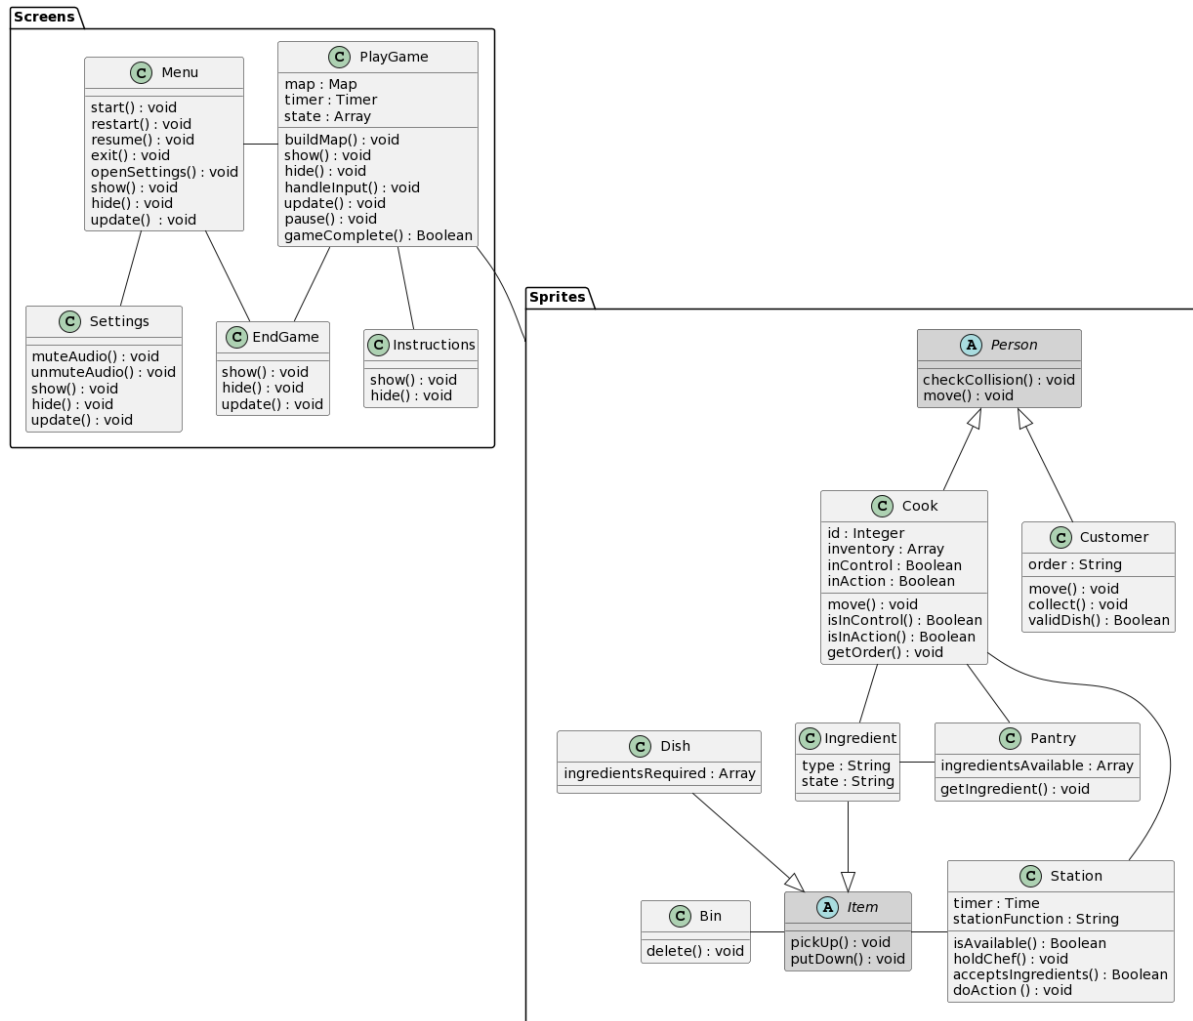 Screens
C Menu
start() : void
restart() : void
resume() : void
exit() : void
openSettings() : void
show() : void
hide() : void
update()  : void
C PlayGame
map : Map
timer : Timer
state : Array
buildMap() : void
show() : void
hide() : void
handleInput() : void
update() : void
pause() : void
gameComplete() : Boolean
C Settings
muteAudio() : void
unmuteAudio() : void
show() : void
hide() : void
update() : void
C EndGame
show() : void
hide() : void
update() : void
C Instructions
show() : void
hide() : void
Sprites
A Person
checkCollision() : void
move() : void
C Cook
id : Integer
inventory : Array
inControl : Boolean
inAction : Boolean
move() : void
isInControl() : Boolean
isInAction() : Boolean
getOrder() : void
C Customer
order : String
move() : void
collect() : void
validDish() : Boolean
C Dish
ingredientsRequired : Array
C Ingredient
type : String
state : String
C Pantry
ingredientsAvailable : Array
getIngredient() : void
C Bin
delete() : void
A Item
pickUp() : void
putDown() : void
C Station
timer : Time
stationFunction : String
isAvailable() : Boolean
holdChef() : void
acceptsIngredients() : Boolean
doAction () : void